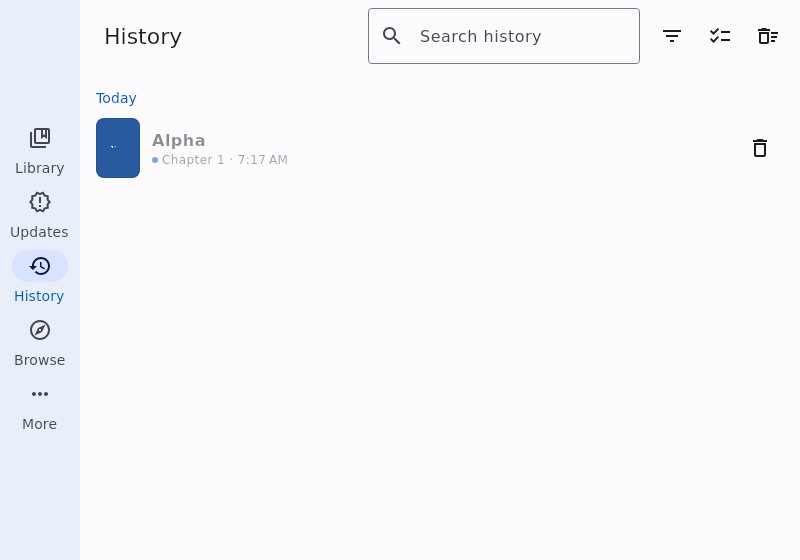 History
Search history
Today
Alpha
Chapter 1 · 7:17 AM
Library
Updates
History
Browse
More